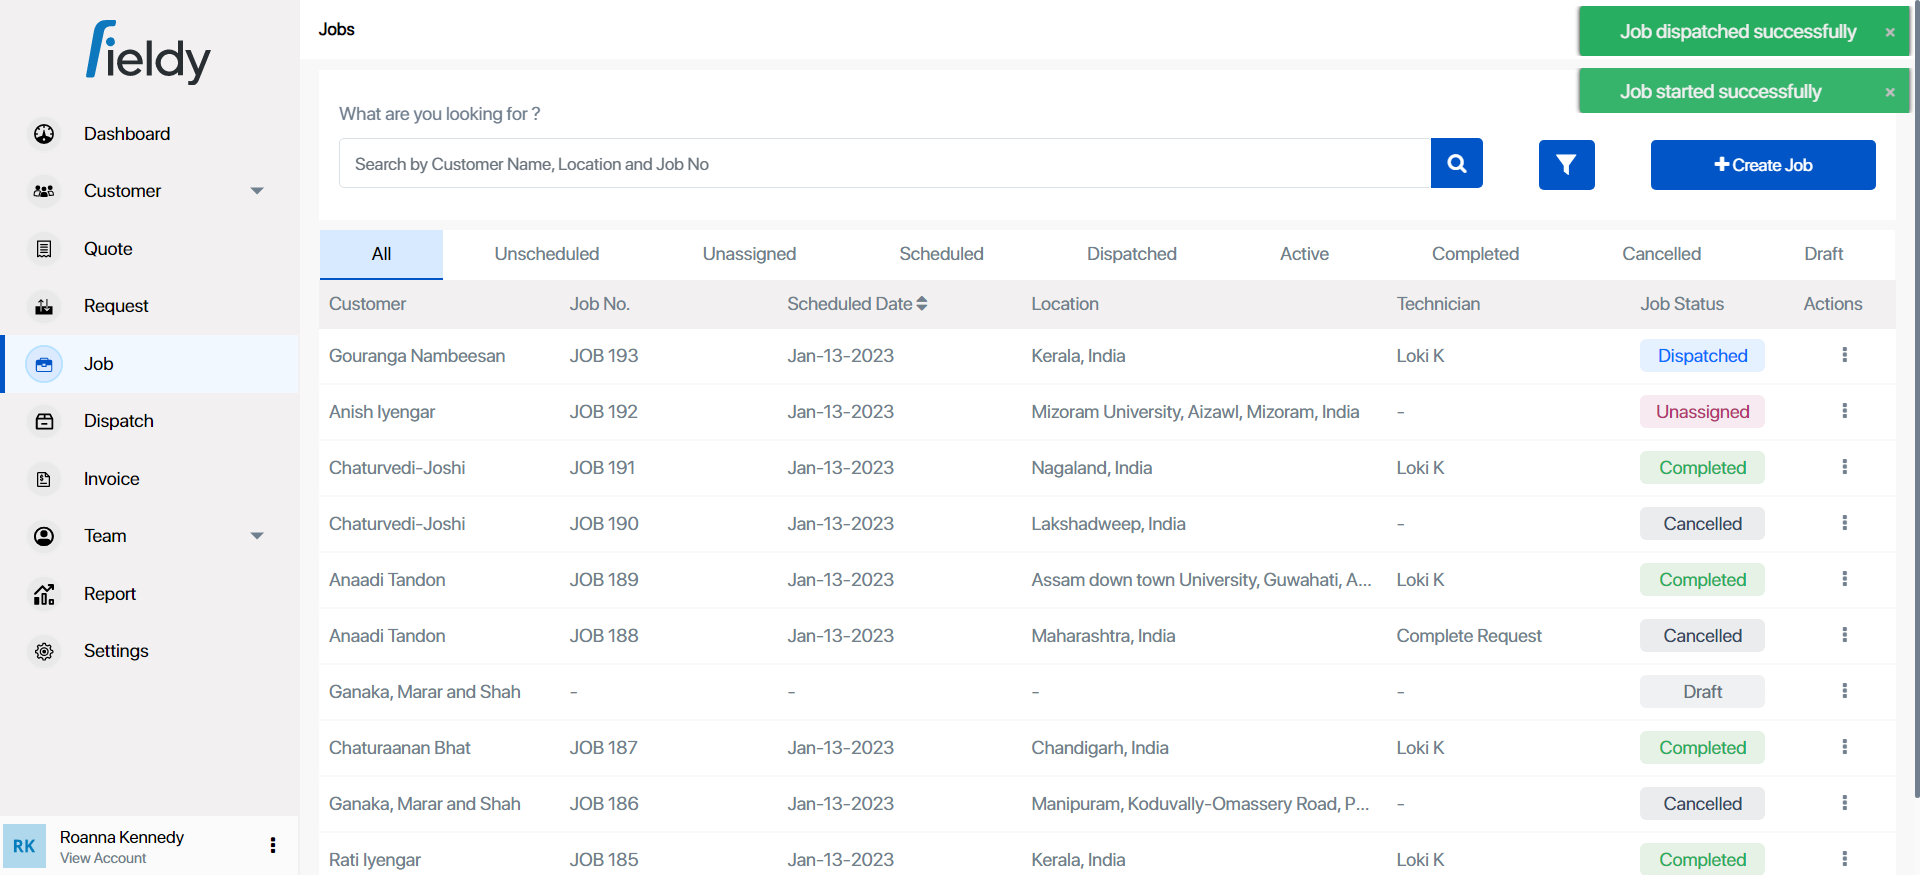 fieldy
Dashboard
Customer
Quote
Request
Job
Dispatch
Invoice
Team
Report
Settings
RK
Roanna Kennedy
View Account
Jobs
Job dispatched successfully ×
Job started successfully ×
What are you looking for ?
Search by Customer Name, Location and Job No
Create Job
All Unscheduled Unassigned Scheduled Dispatched Active Completed Cancelled Draft
Customer Job No. Scheduled Date Location Technician Job Status Actions
Gouranga Nambeesan JOB 193 Jan-13-2023 Kerala, India Loki K Dispatched
Anish Iyengar JOB 192 Jan-13-2023 Mizoram University, Aizawl, Mizoram, India - Unassigned
Chaturvedi-Joshi JOB 191 Jan-13-2023 Nagaland, India Loki K Completed
Chaturvedi-Joshi JOB 190 Jan-13-2023 Lakshadweep, India - Cancelled
Anaadi Tandon JOB 189 Jan-13-2023 Assam down town University, Guwahati, A... Loki K Completed
Anaadi Tandon JOB 188 Jan-13-2023 Maharashtra, India Complete Request Cancelled
Ganaka, Marar and Shah - - - - Draft
Chaturaanan Bhat JOB 187 Jan-13-2023 Chandigarh, India Loki K Completed
Ganaka, Marar and Shah JOB 186 Jan-13-2023 Manipuram, Koduvally-Omassery Road, P... - Cancelled
Rati Iyengar JOB 185 Jan-13-2023 Kerala, India Loki K Completed